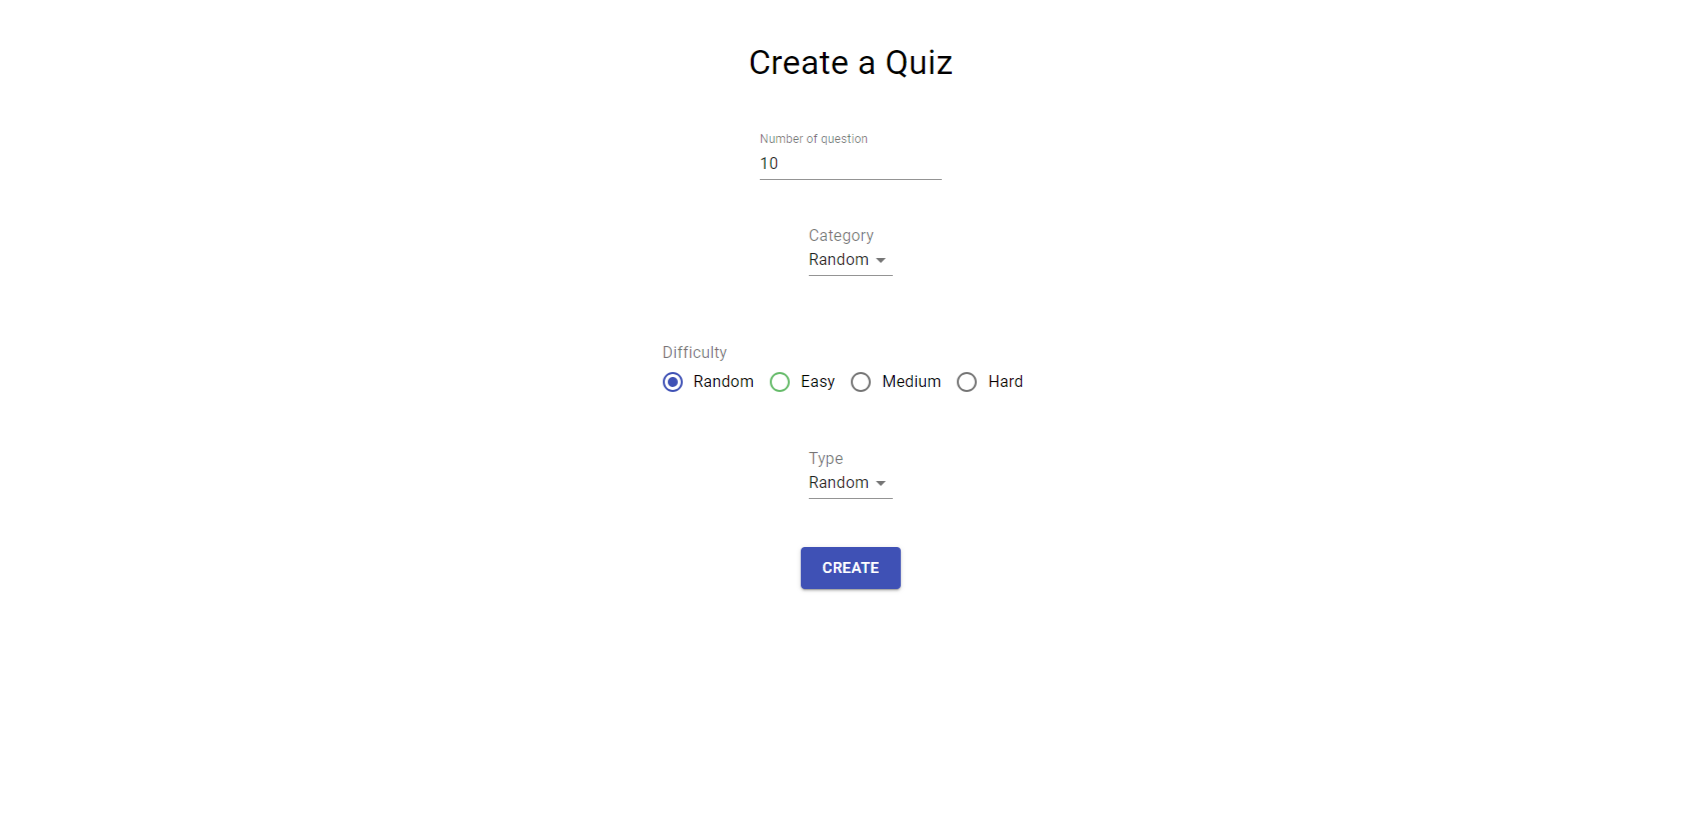 Create a Quiz
Number of question
10
Category
Random
Difficulty
Random Easy Medium Hard
Type
Random
CREATE